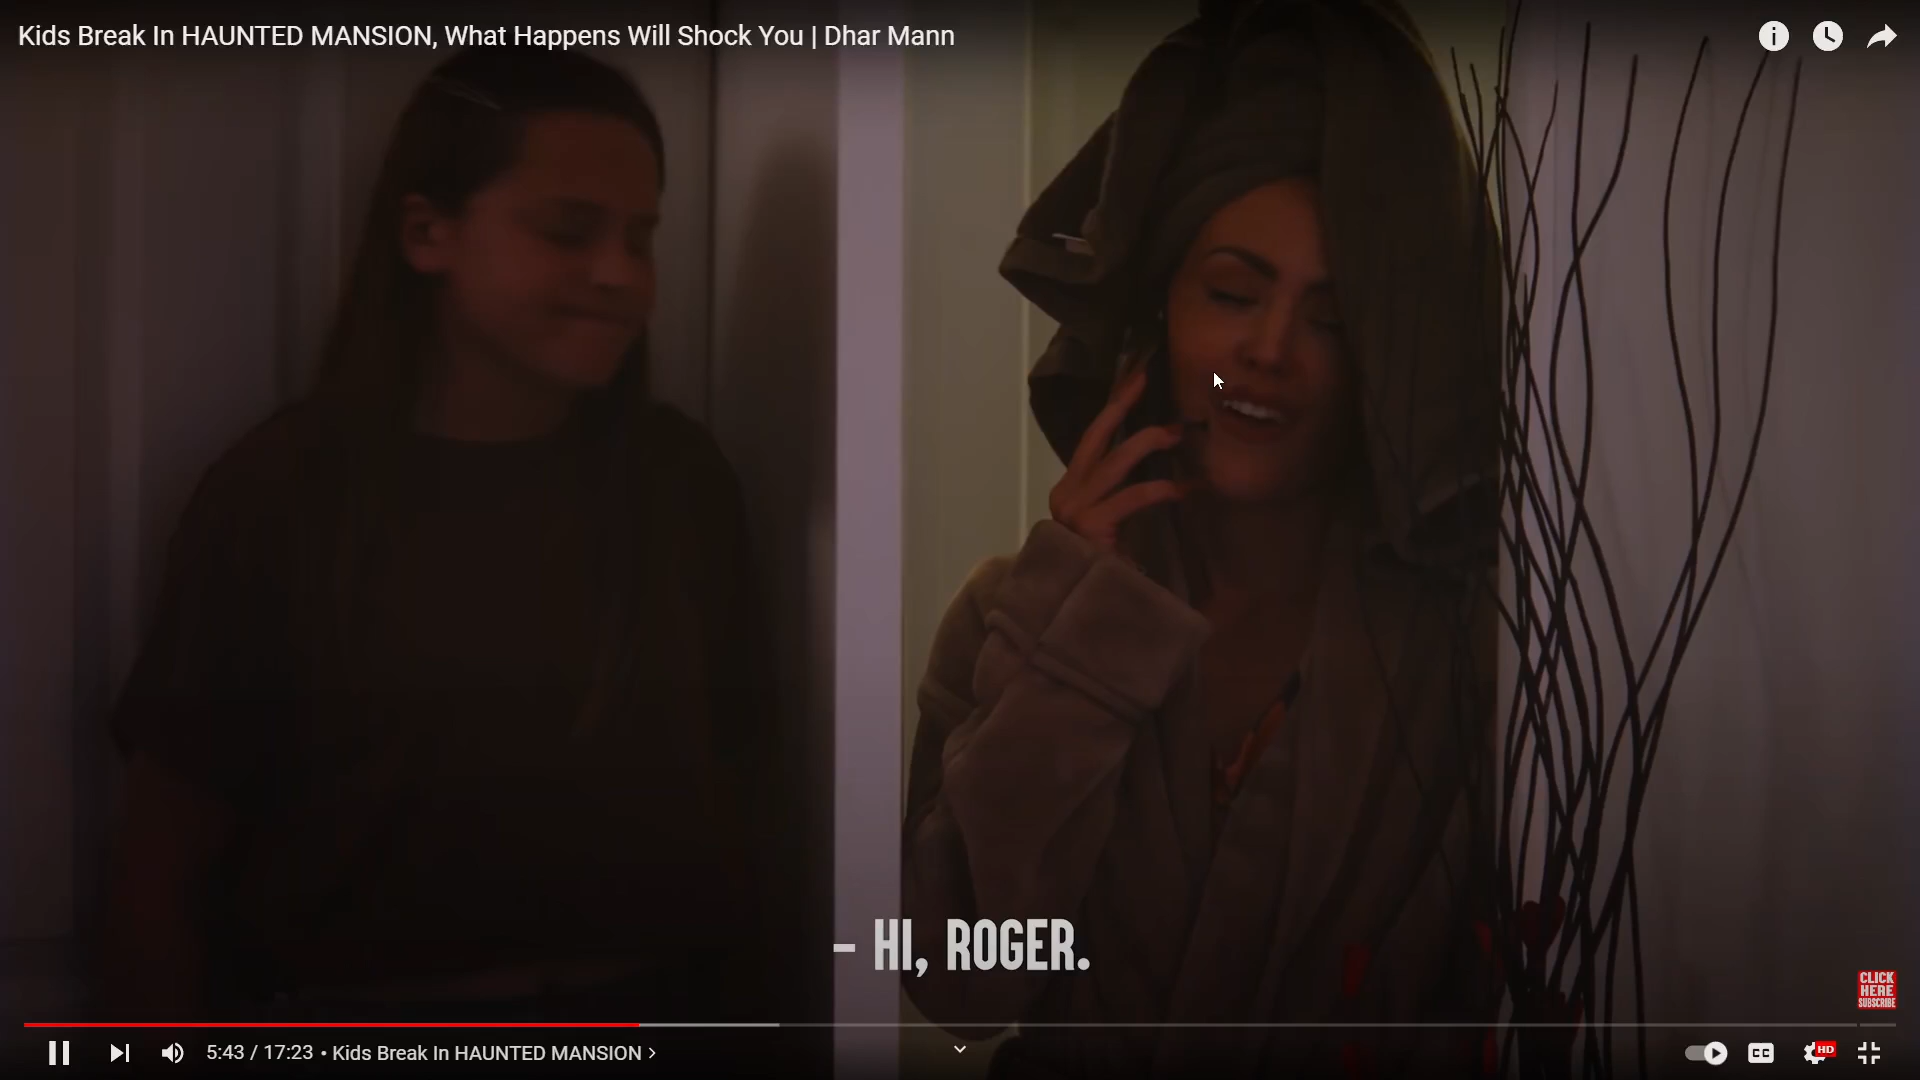 Kids Break In HAUNTED MANSION, What Happens Will Shock You | Dhar Mann
- HI, ROGER.
CLICK
HERE
SUBSCRIBE
5:43 / 17:23 • Kids Break In HAUNTED MANSION >
CC
HD